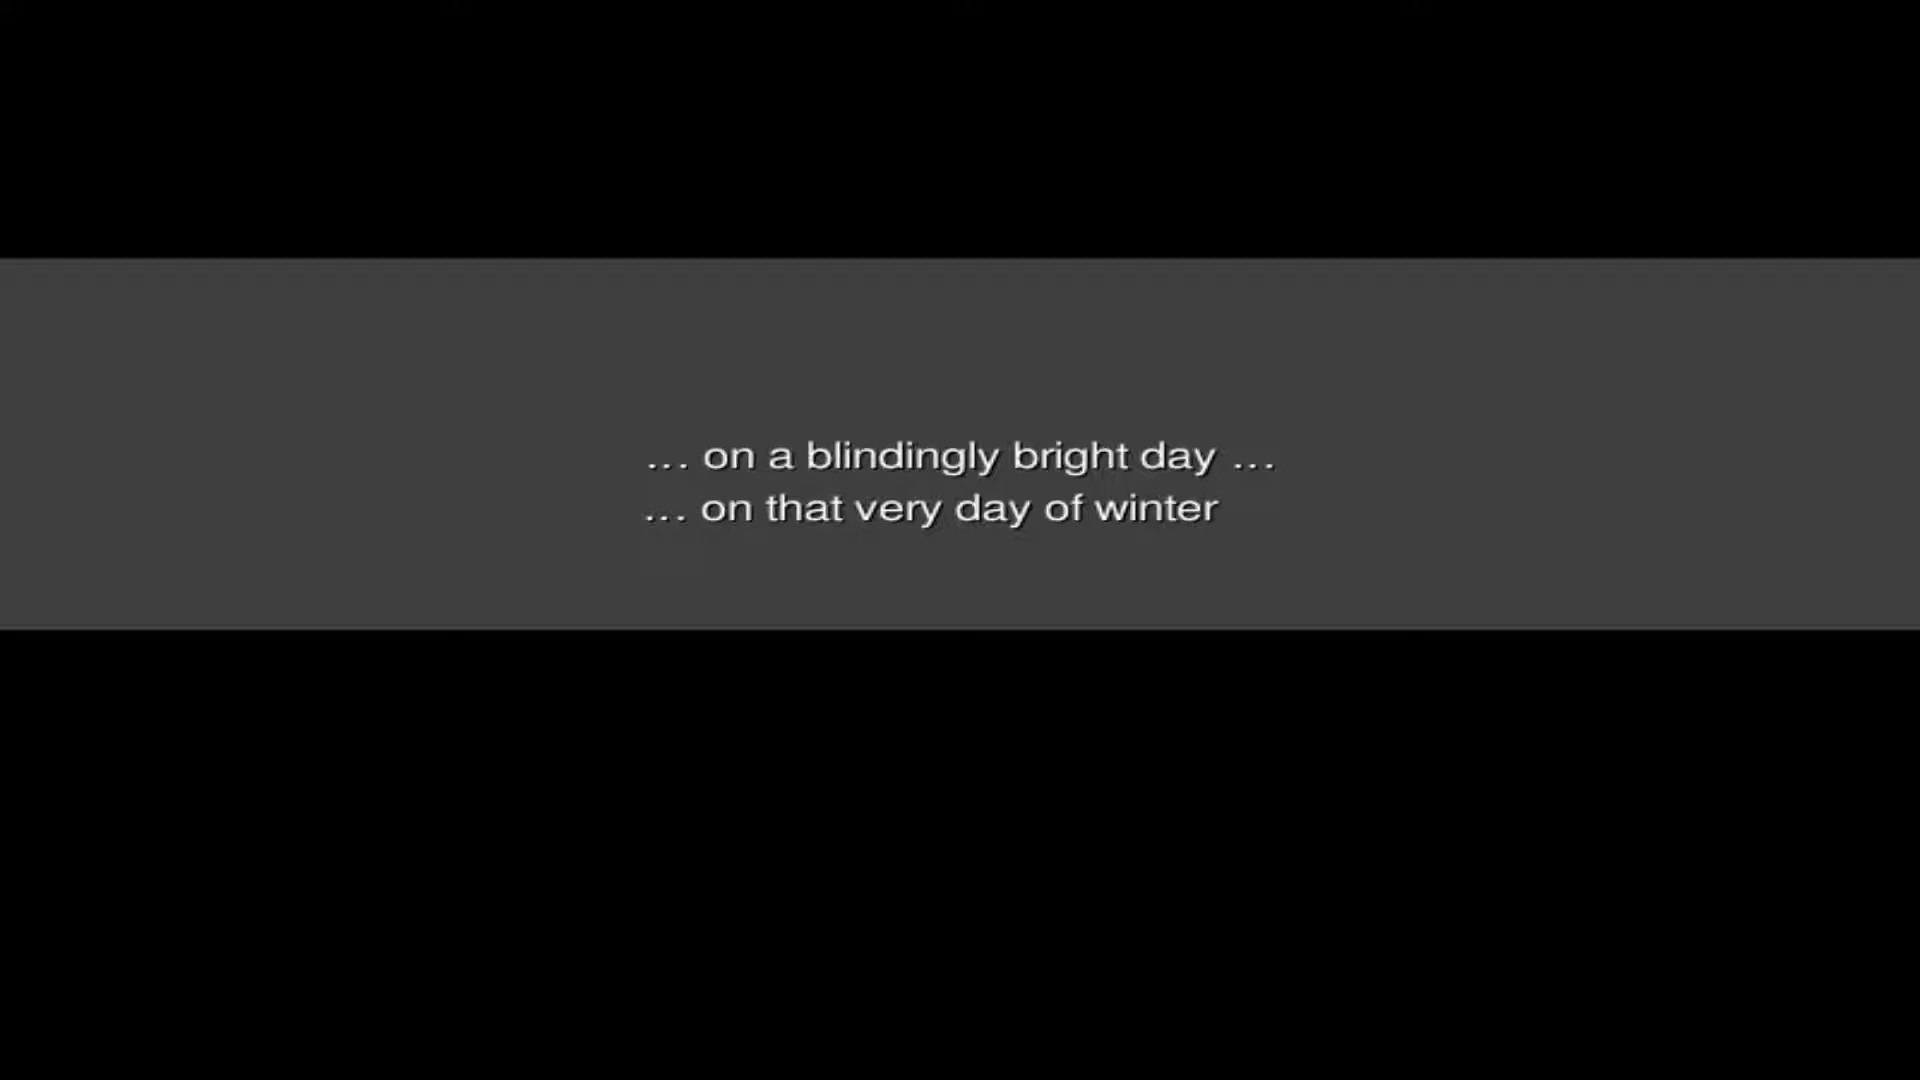 ... on a blindingly bright day ...
... on that very day of winter